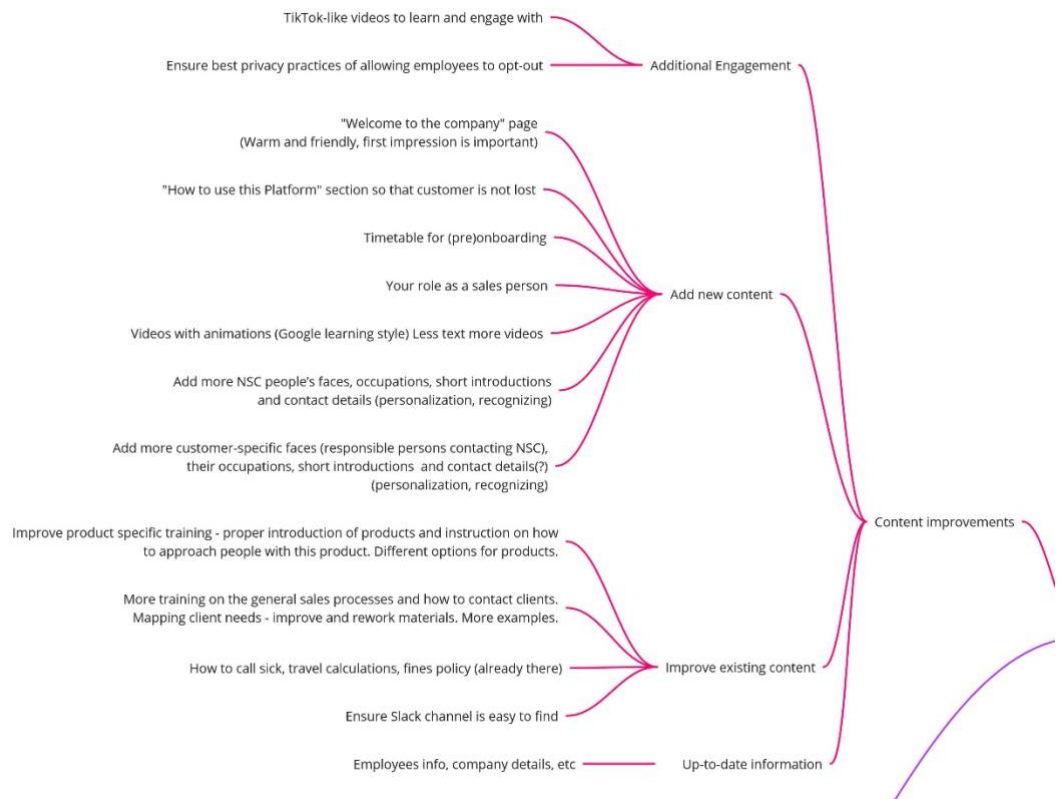 TikTok-like videos to learn and engage with
Ensure best privacy practices of allowing employees to opt-out
Additional Engagement
"Welcome to the company" page
(Warm and friendly, first impression is important)
"How to use this Platform" section so that customer is not lost
Timetable for (pre)onboarding
Your role as a sales person
Add new content
Videos with animations (Google learning style) Less text more videos
Add more NSC people's faces, occupations, short introductions
and contact details (personalization, recognizing)
Add more customer-specific faces (responsible persons contacting NSC),
their occupations, short introductions and contact details(?)
(personalization, recognizing)
Content improvements
Improve product specific training - proper introduction of products and instruction on how
to approach people with this product. Different options for products.
More training on the general sales processes and how to contact clients.
Mapping client needs - improve and rework materials. More examples.
How to call sick, travel calculations, fines policy (already there)
Improve existing content
Ensure Slack channel is easy to find
Employees info, company details, etc
Up-to-date information